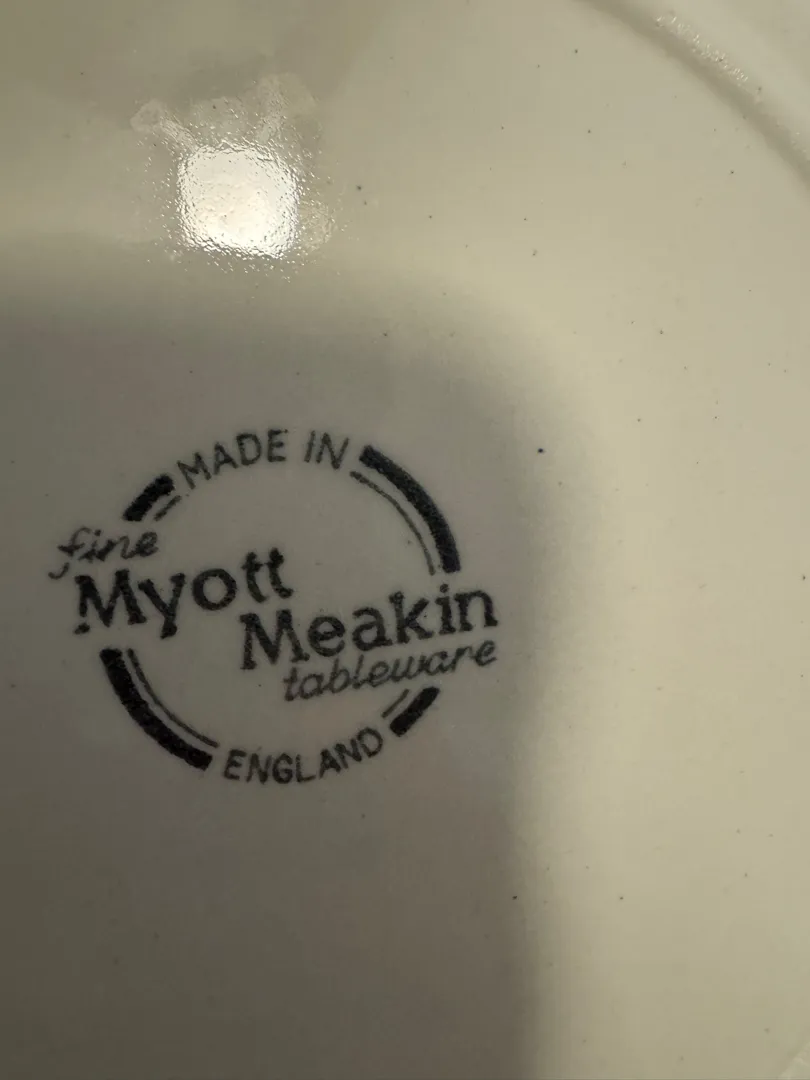 MADE IN
fine
Myott
Meakin
tableware
ENGLAND